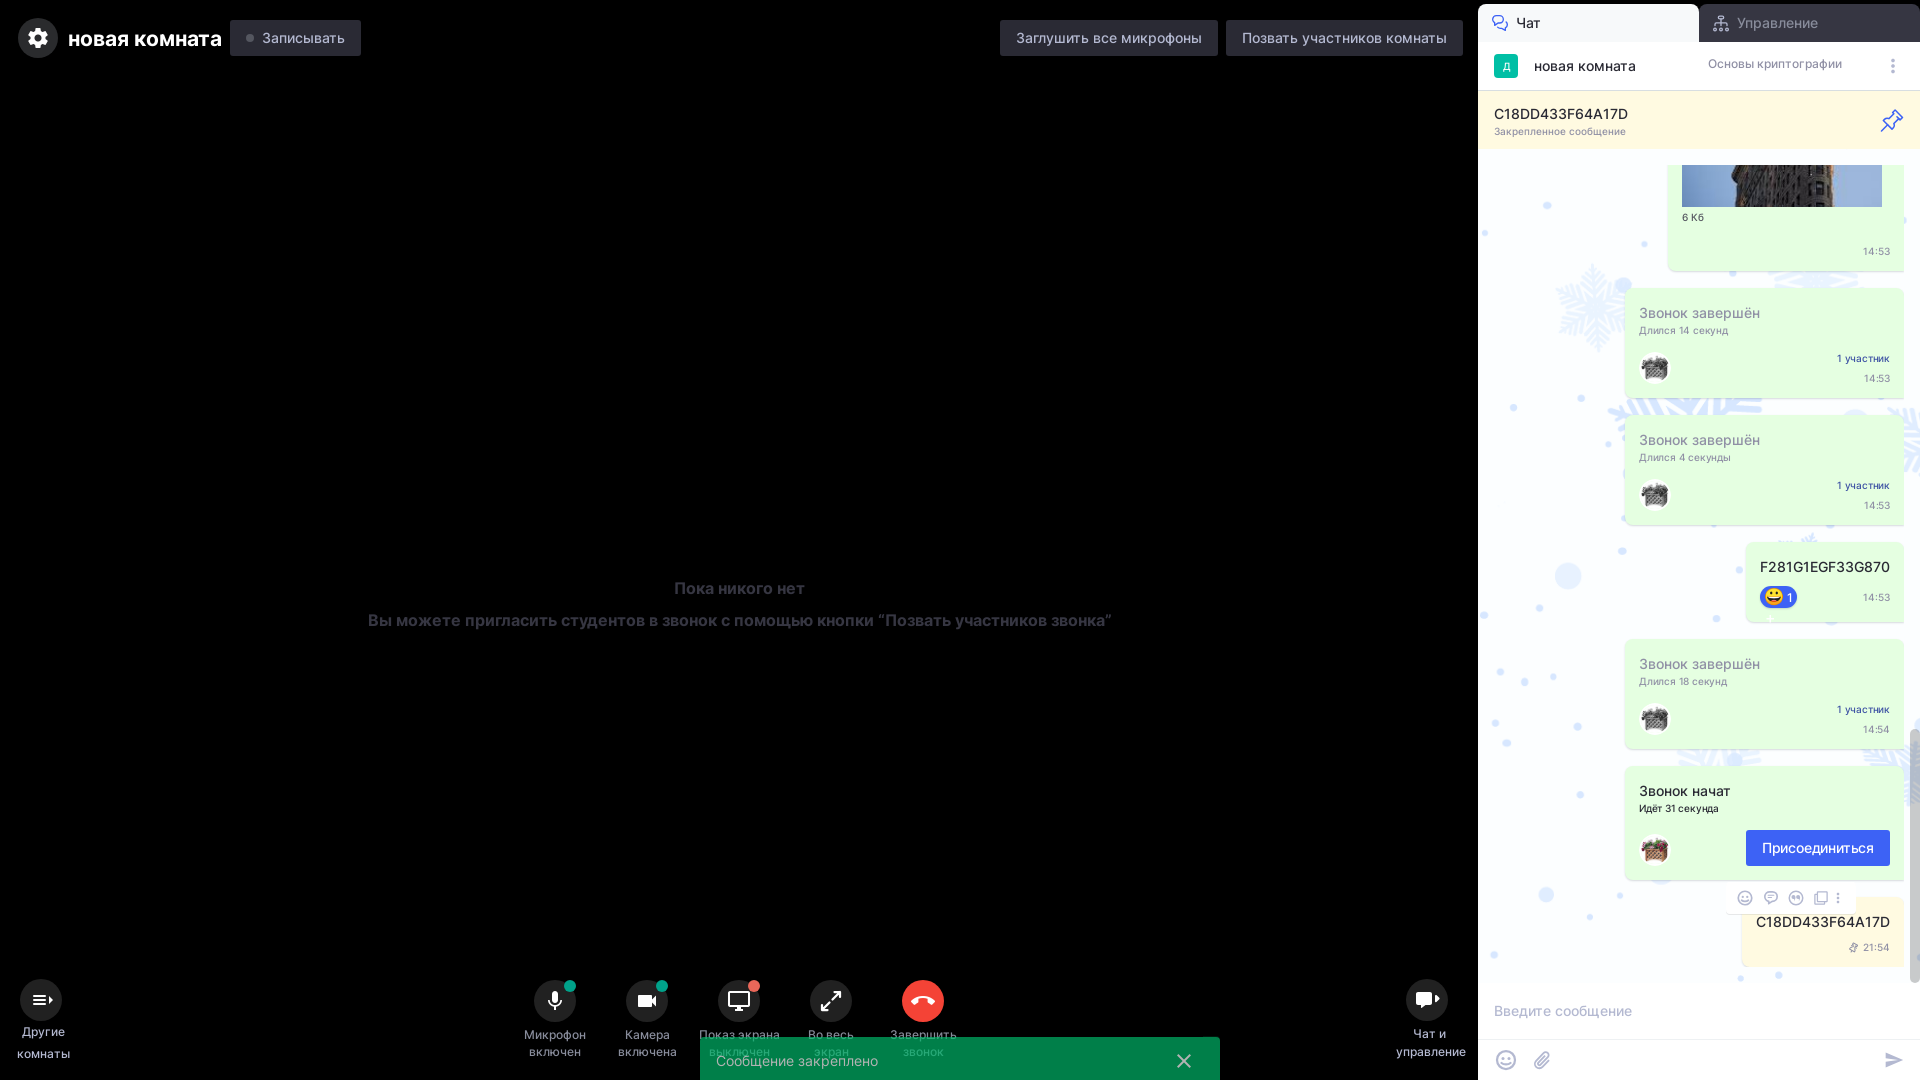 новая комната
Записывать
Заглушить все микрофоны
Позвать участников комнаты
Чат
Управление
Д
новая комната
Основы криптографии
C18DD433F64A17D
Закрепленное сообщение
6 Кб
14:53
Звонок завершён
Длился 14 секунд
1 участник
14:53
Звонок завершён
Длился 4 секунды
1 участник
14:53
F281G1EGF33G870
1
14:53
Звонок завершён
Длился 18 секунд
1 участник
14:54
Звонок начат
Идёт 31 секунда
Присоединиться
C18DD433F64A17D
21:54
Введите сообщение
Пока никого нет
Вы можете пригласить студентов в звонок с помощью кнопки “Позвать участников звонка”
Другие
комнаты
Микрофон
включен
Камера
включена
Показ экрана
выключен
Во весь
экран
Завершить
звонок
Чат и
управление
Сообщение закреплено